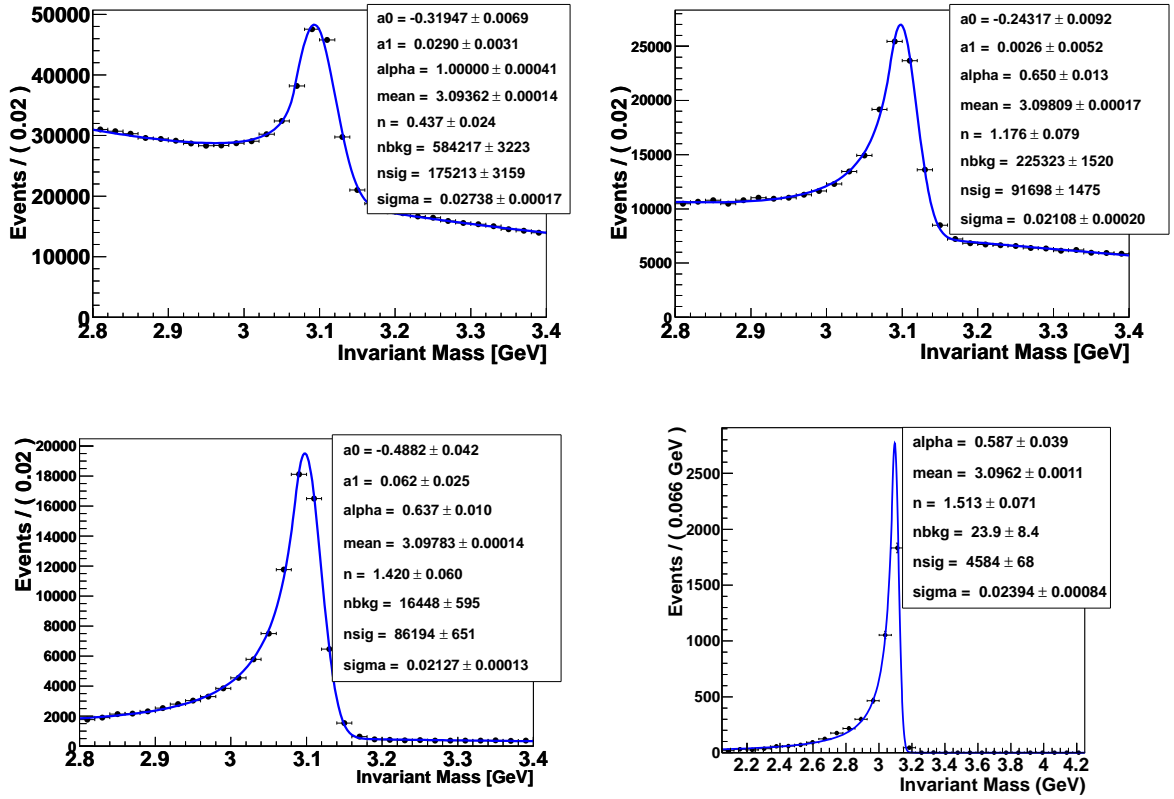 a0 = -0.31947 ± 0.0069
a1 = 0.0290 ± 0.0031
alpha = 1.00000 ± 0.00041
mean = 3.09362 ± 0.00014
n = 0.437 ± 0.024
nbkg = 584217 ± 3223
nsig = 175213 ± 3159
sigma = 0.02738 ± 0.00017
Events / ( 0.02 )
50000
40000
30000
20000
10000
0
2.8 2.9 3 3.1 3.2 3.3 3.4
Invariant Mass [GeV]
a0 = -0.24317 ± 0.0092
a1 = 0.0026 ± 0.0052
alpha = 0.650 ± 0.013
mean = 3.09809 ± 0.00017
n = 1.176 ± 0.079
nbkg = 225323 ± 1520
nsig = 91698 ± 1475
sigma = 0.02108 ± 0.00020
Events / ( 0.02 )
25000
20000
15000
10000
5000
0
2.8 2.9 3 3.1 3.2 3.3 3.4
Invariant Mass [GeV]
a0 = -0.4882 ± 0.042
a1 = 0.062 ± 0.025
alpha = 0.637 ± 0.010
mean = 3.09783 ± 0.00014
n = 1.420 ± 0.060
nbkg = 16448 ± 595
nsig = 86194 ± 651
sigma = 0.02127 ± 0.00013
Events / ( 0.02 )
20000
18000
16000
14000
12000
10000
8000
6000
4000
2000
0
2.8 2.9 3 3.1 3.2 3.3 3.4
Invariant Mass [GeV]
alpha = 0.587 ± 0.039
mean = 3.0962 ± 0.0011
n = 1.513 ± 0.071
nbkg = 23.9 ± 8.4
nsig = 4584 ± 68
sigma = 0.02394 ± 0.00084
Events / ( 0.066 GeV )
2500
2000
1500
1000
500
0
2.2 2.4 2.6 2.8 3 3.2 3.4 3.6 3.8 4 4.2
Invariant Mass (GeV)